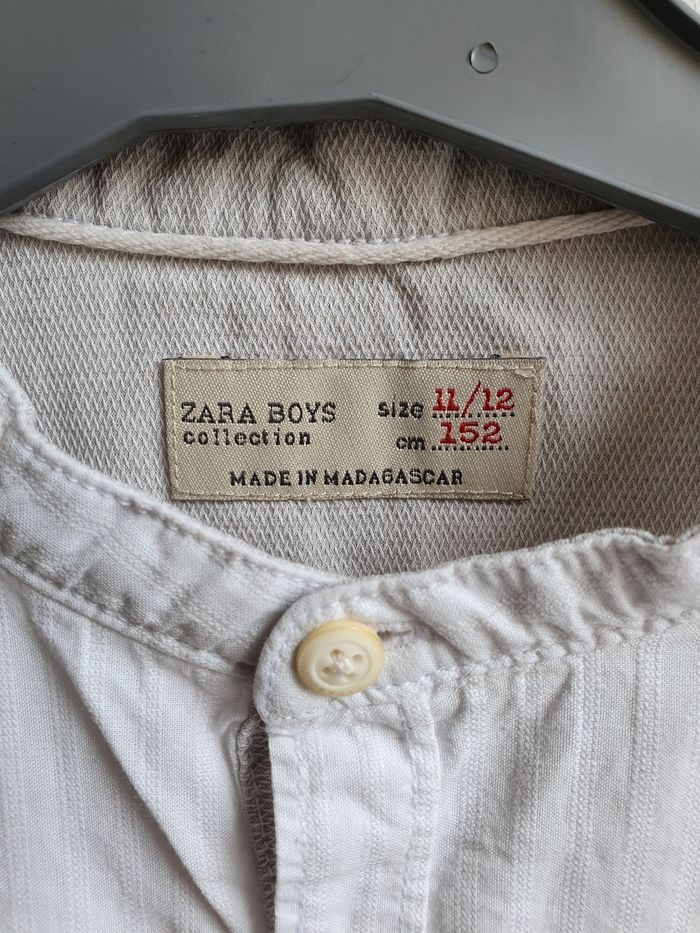 ZARA BOYS size 11/12
collection cm 152
MADE IN MADAGASCAR